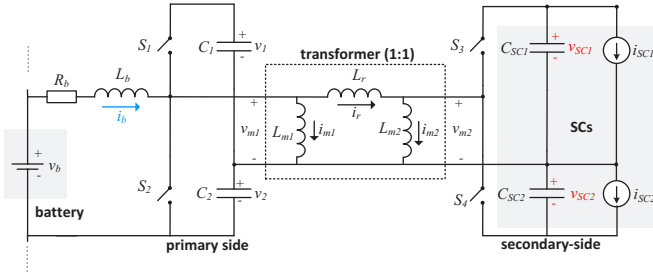 S1
C1
+
-
v1
transformer (1:1)
Lr
S3
CSC1
+
-
vSC1
iSC1
Rb
Lb
ib
+
-
vm1
Lm1
im1
ir
Lm2
im2
+
-
vm2
SCs
+
-
vb
battery
S2
C2
+
-
v2
primary side
S4
CSC2
+
-
vSC2
iSC2
secondary-side